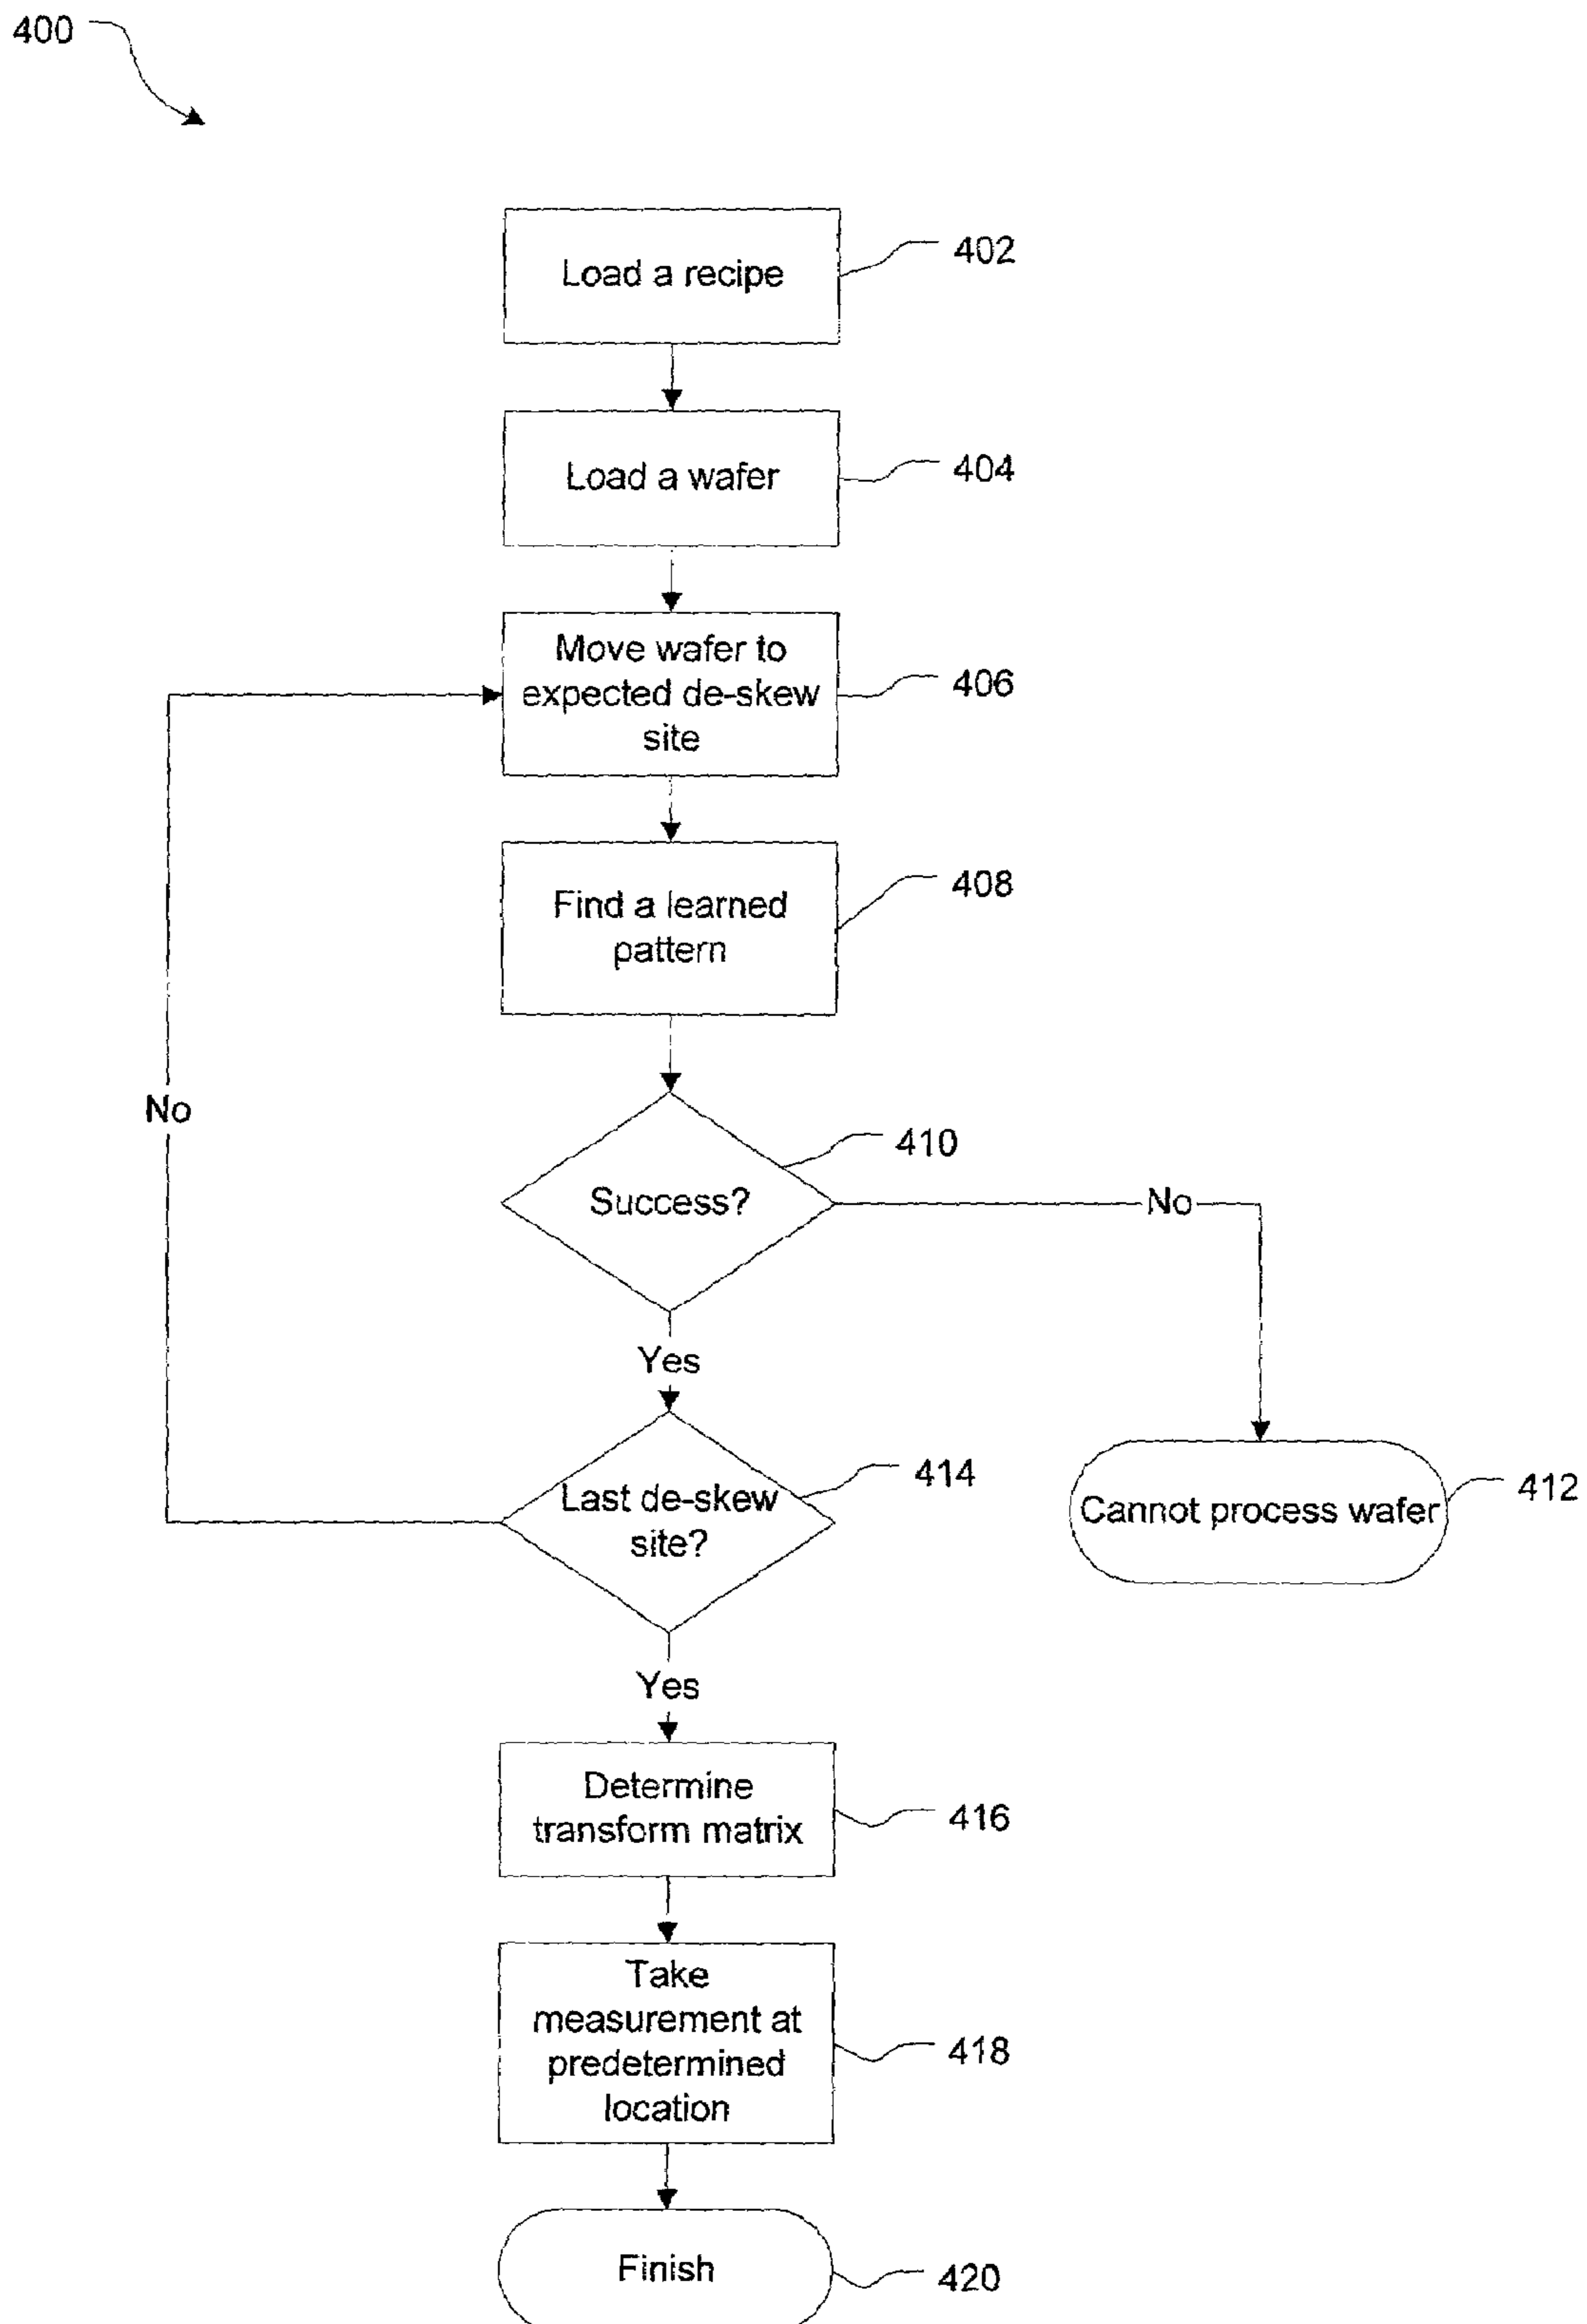 400
Load a recipe
402
Load a wafer
404
Move wafer to
expected de-skew
site
406
Find a learned
pattern
408
No
Success?
410
No
Yes
Last de-skew
site?
414
Cannot process wafer
412
Yes
Determine
transform matrix
416
Take
measurement at
predetermined
location
418
Finish
420